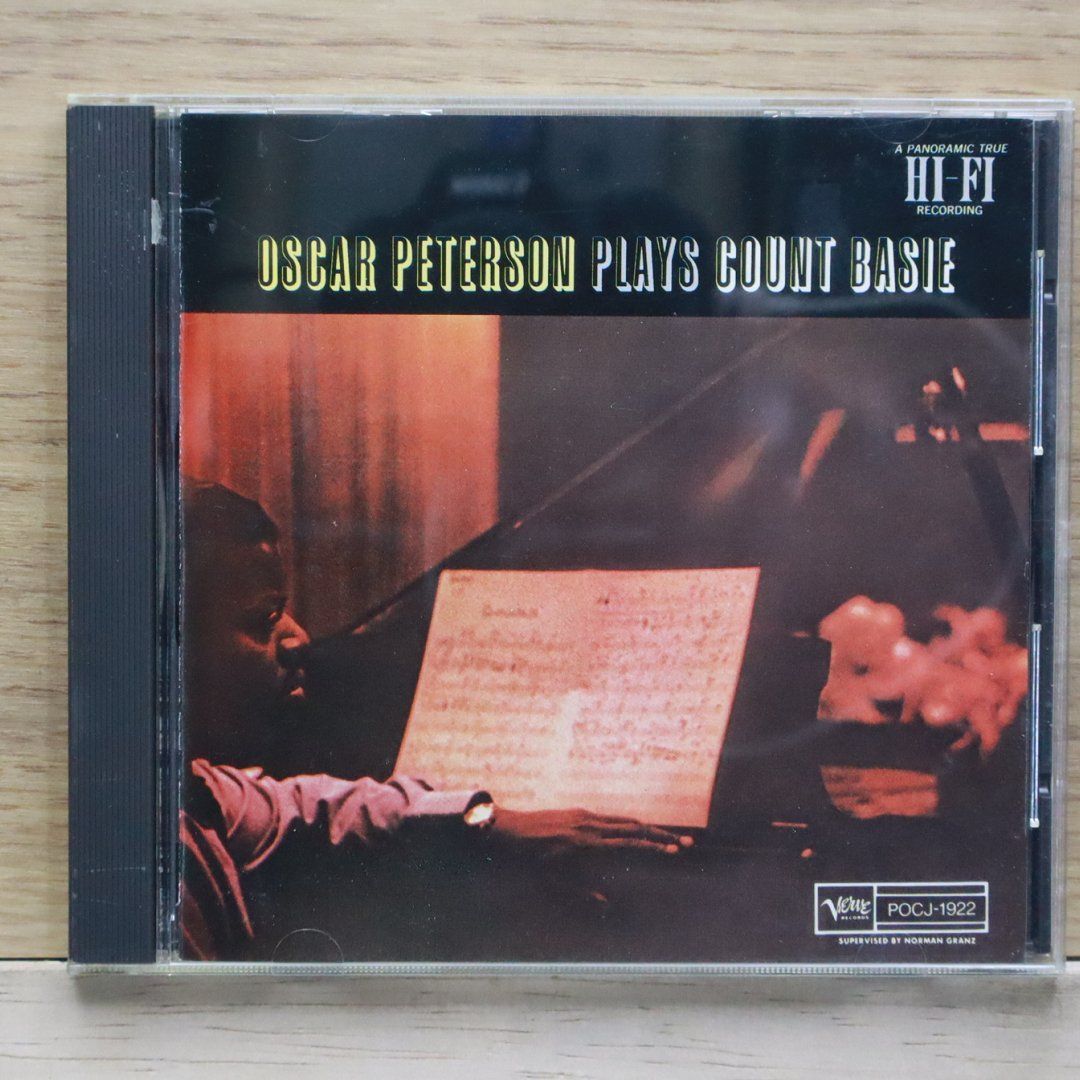 A PANORAMIC TRUE
HI-FI
RECORDING
OSCAR PETERSON PLAYS COUNT BASIE
Verve
RECORDS
POCJ-1922
SUPERVISED BY NORMAN GRANZ